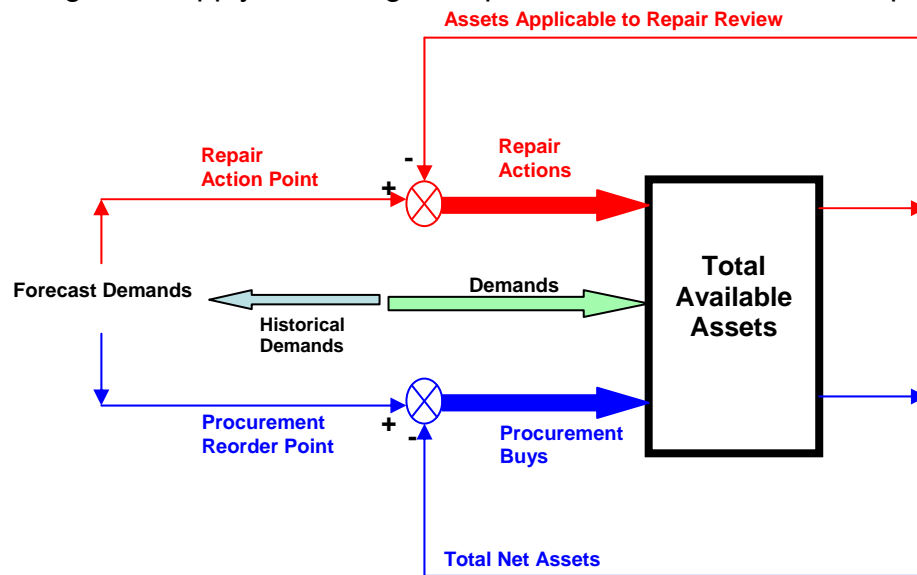 Assets Applicable to Repair Review
-
+
Repair
Action Point
Repair
Actions
Forecast Demands
Demands
Historical
Demands
Total
Available
Assets
+
-
Procurement
Reorder Point
Procurement
Buys
Total Net Assets